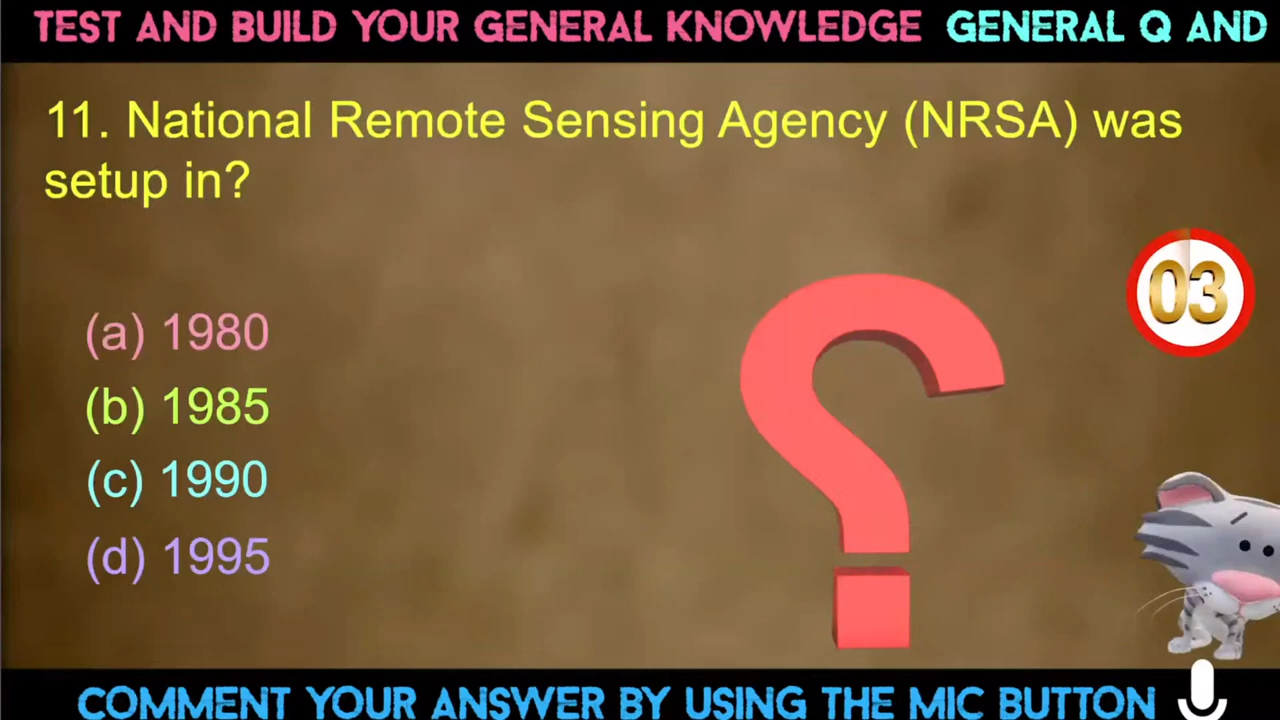 TEST AND BUILD YOUR GENERAL KNOWLEDGE GENERAL Q AND
11. National Remote Sensing Agency (NRSA) was
setup in?
03
(a) 1980
(b) 1985
(c) 1990
(d) 1995
COMMENT YOUR ANSWER BY USING THE MIC BUTTON